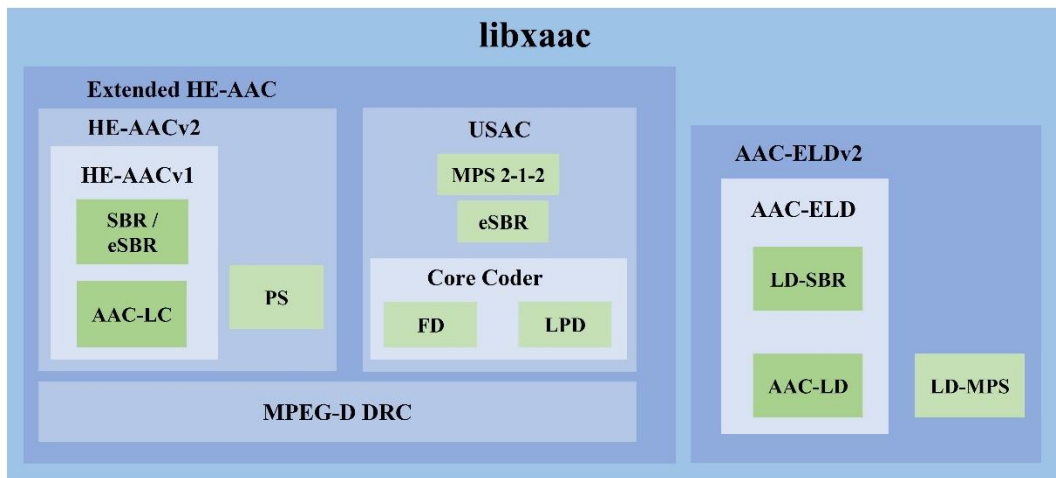 libxaac
Extended HE-AAC
HE-AACv2
HE-AACv1
SBR /
eSBR
AAC-LC
PS
USAC
MPS 2-1-2
eSBR
Core Coder
FD
LPD
MPEG-D DRC
AAC-ELDv2
AAC-ELD
LD-SBR
AAC-LD
LD-MPS